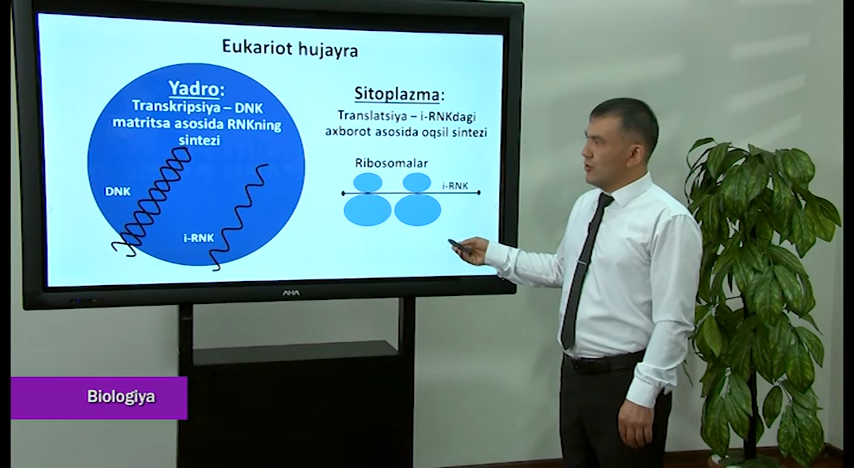 Eukariot hujayra
Yadro:
Transkripsiya – DNK
matritsa asosida RNKning
sintezi
DNK
i-RNK
Sitoplazma:
Translatsiya – i-RNKdagi
axborot asosida oqsil sintezi
Ribosomalar
i-RNK
AHA
Biologiya